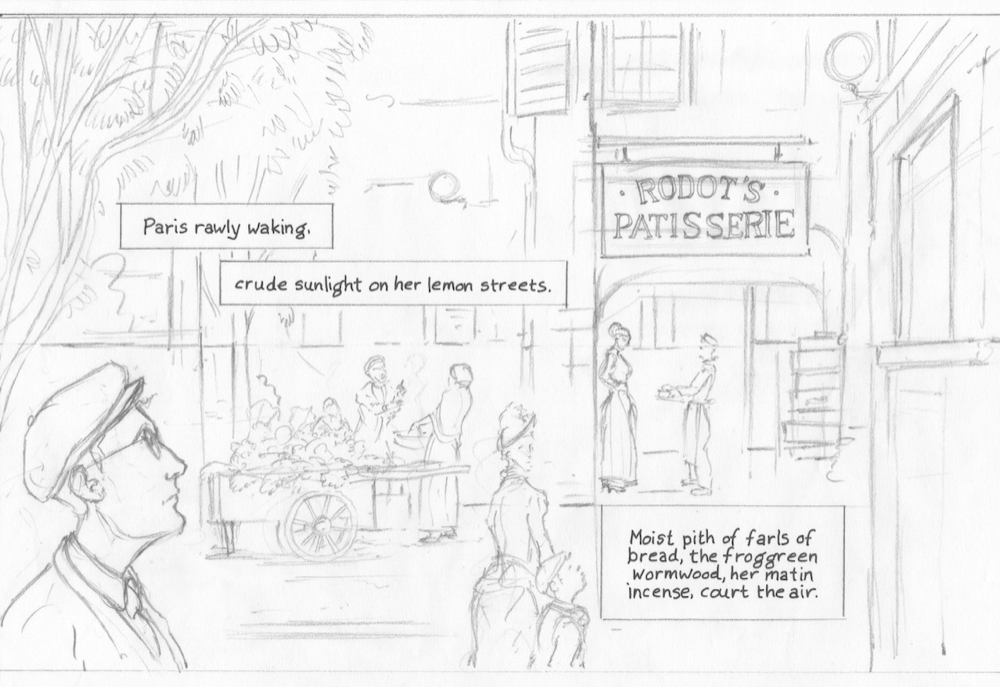 Paris rawly waking,
crude sunlight on her lemon streets.
· RODOT'S ·
PATISSERIE
Moist pith of farls of
bread, the froggreen
wormwood, her matin
incense, court the air.